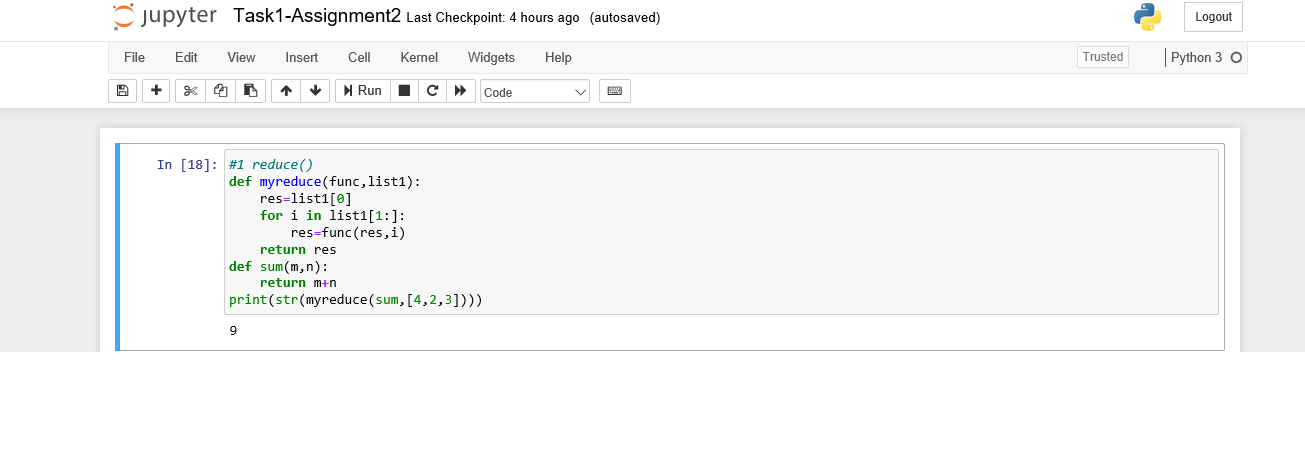 jupyter Task1-Assignment2 Last Checkpoint: 4 hours ago (autosaved) Logout
File Edit View Insert Cell Kernel Widgets Help Trusted Python 3
Run Code
In [18]: #1 reduce()
def myreduce(func,list1):
    res=list1[0]
    for i in list1[1:]:
        res=func(res,i)
    return res
def sum(m,n):
    return m+n
print(str(myreduce(sum,[4,2,3])))
9